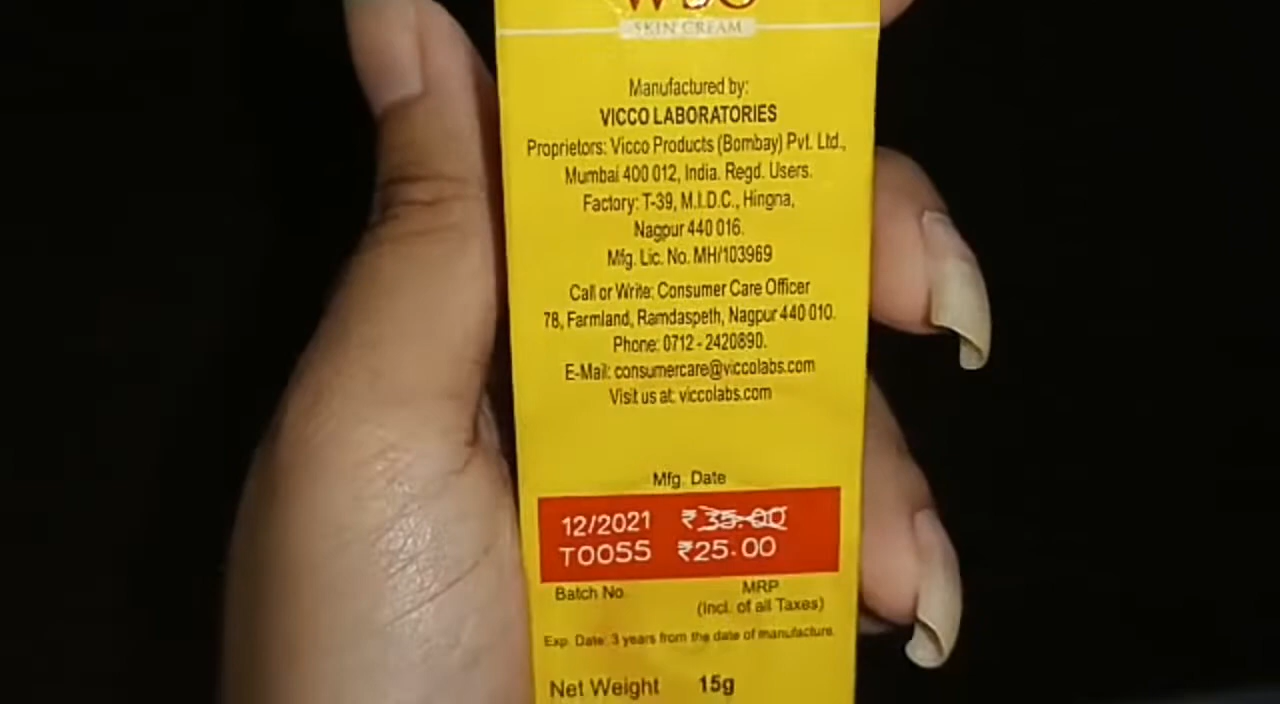 WSO
SKIN CREAM
Manufactured by:
VICCO LABORATORIES
Proprietors: Vicco Products (Bombay) Pvt. Ltd.,
Mumbai 400 012, India. Regd. Users.
Factory: T-39, M.I.D.C., Hingna,
Nagpur 440 016.
Mfg. Lic. No. MH/103969
Call or Write: Consumer Care Officer
78, Farmland, Ramdaspeth, Nagpur 440 010.
Phone: 0712 - 2420890.
E-Mail: consumercare@viccolabs.com
Visit us at: viccolabs.com
Mfg. Date
12/2021 ₹35.00
TOOSS ₹25.00
Batch No. MRP
(Incl. of all Taxes)
Exp. Date: 3 years from the date of manufacture.
Net Weight 15g